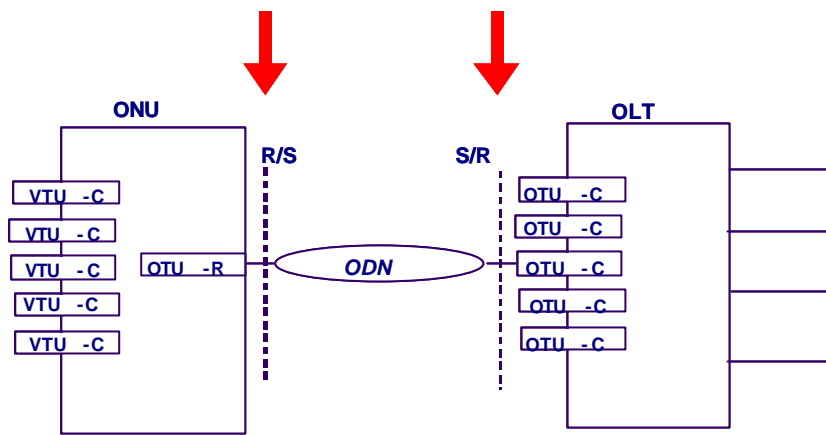 ONU
OLT
R/S
S/R
VTU -C
VTU -C
VTU -C
VTU -C
VTU -C
OTU -R
ODN
OTU -C
OTU -C
OTU -C
OTU -C
OTU -C